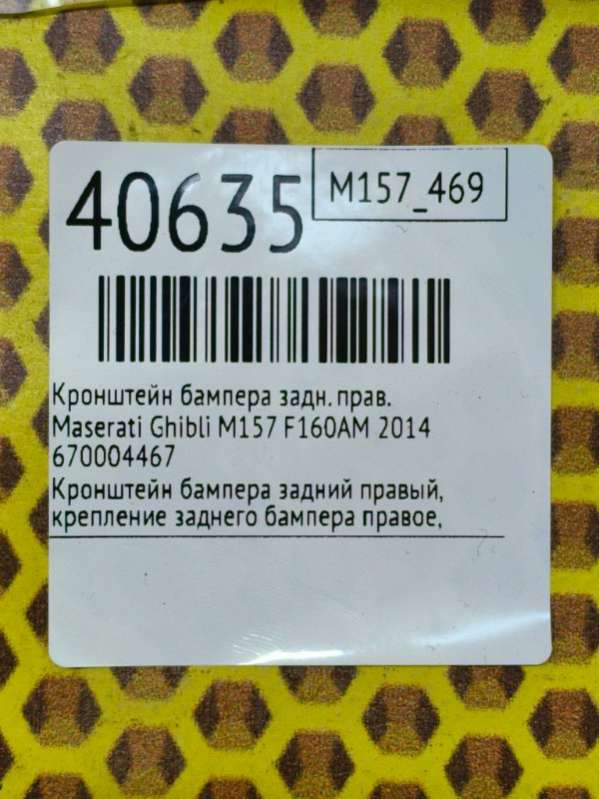 40635
M157_469
Кронштейн бампера задн. прав.
Maserati Ghibli M157 F160AM 2014
670004467
Кронштейн бампера задний правый,
крепление заднего бампера правое,